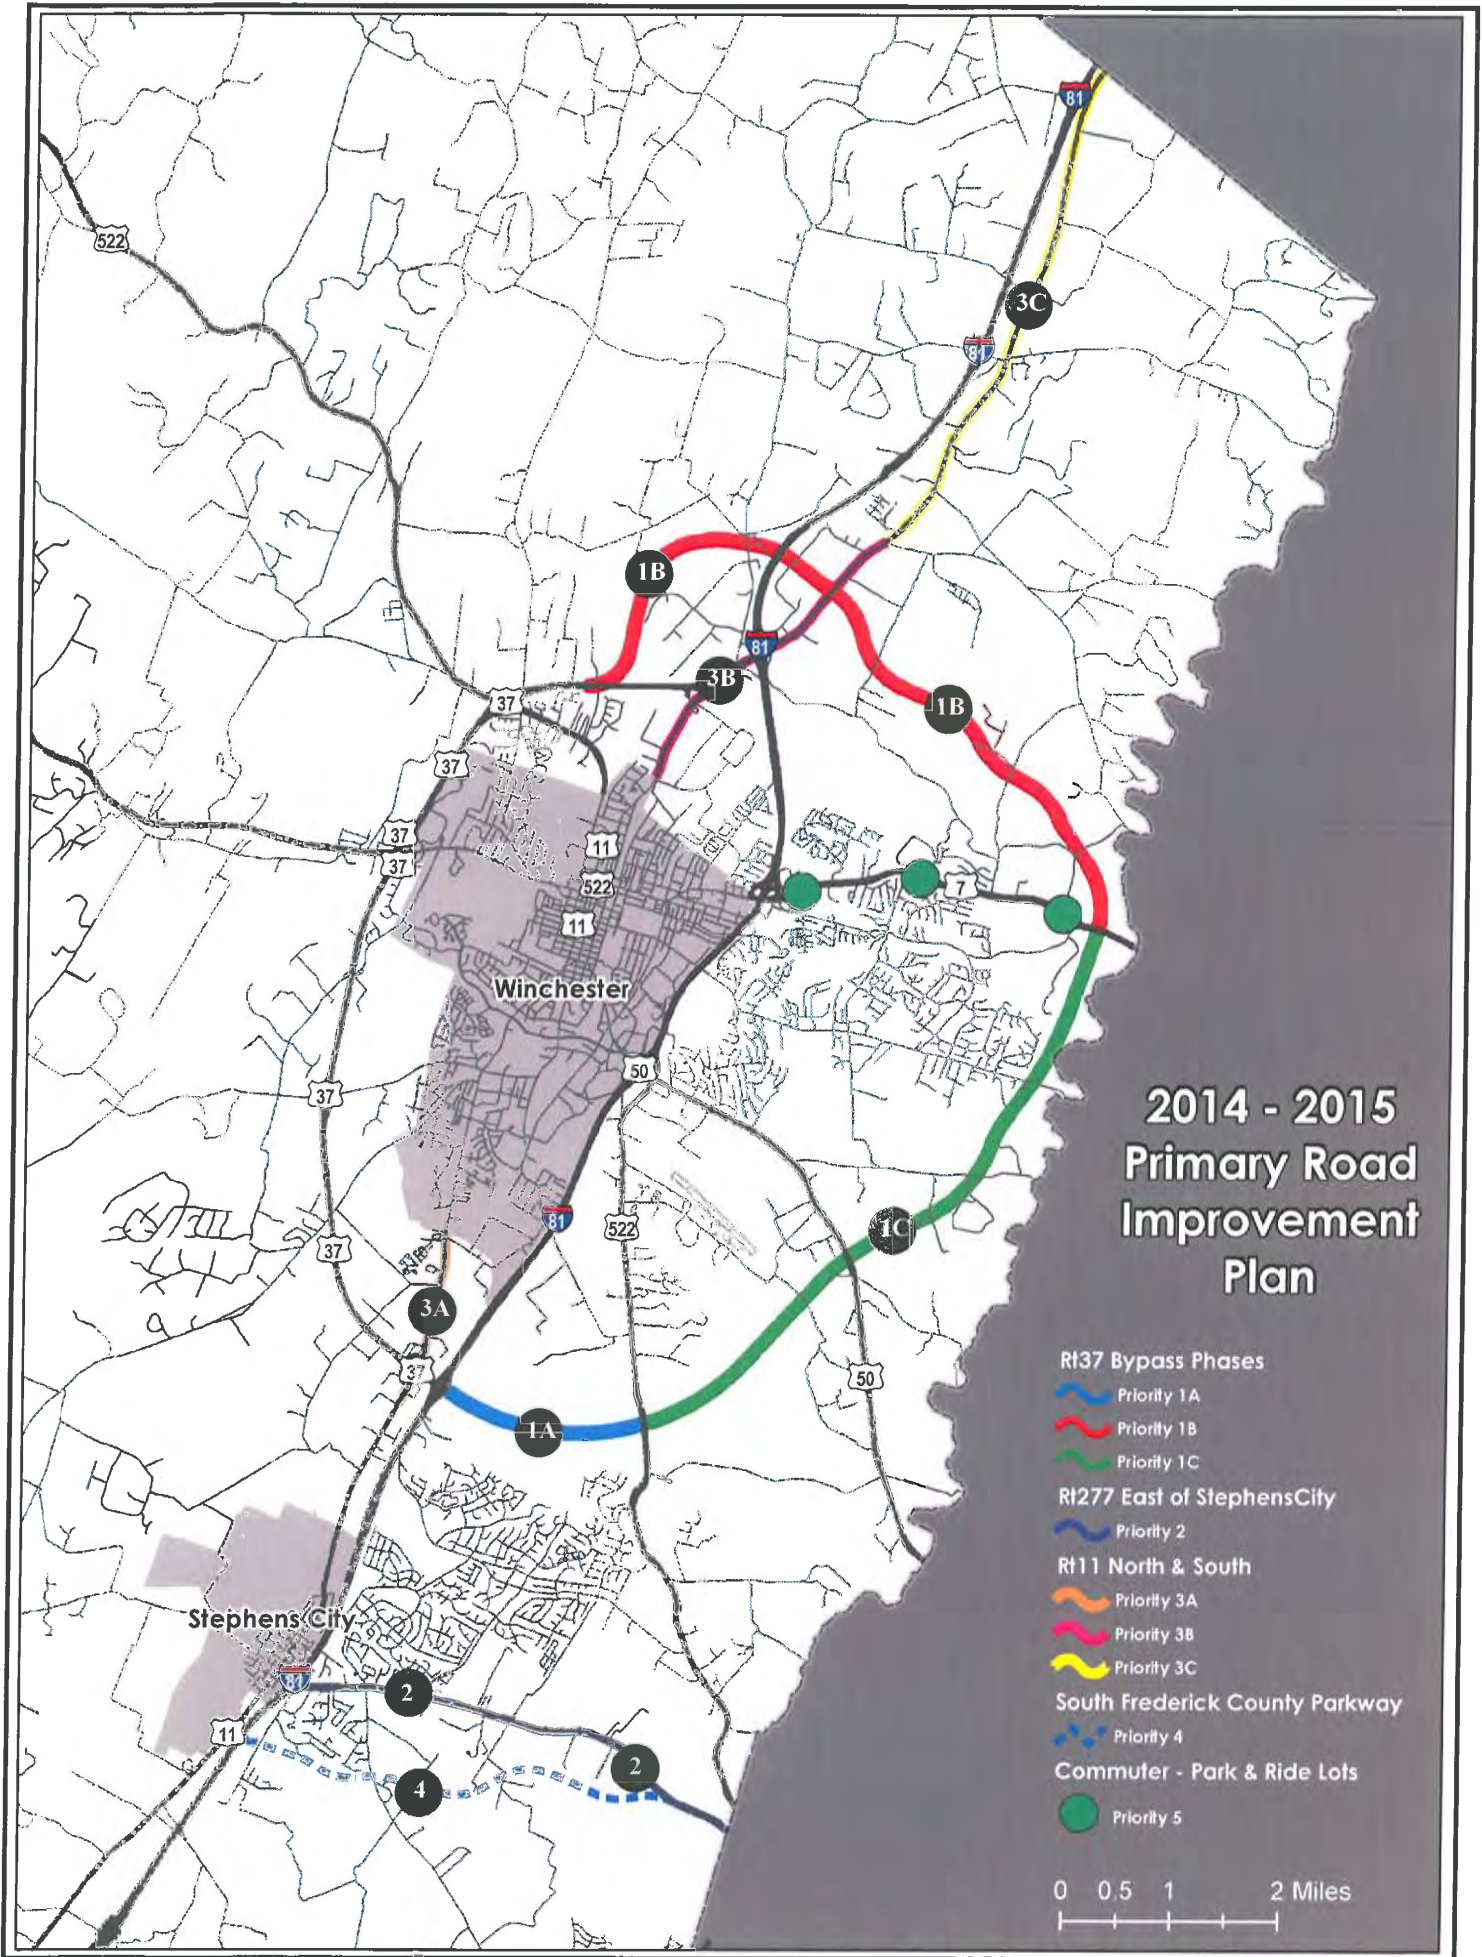 81
522
3C
81
1B
81
3B
1B
37
37
37
37
11
522
11
7
Winchester
50
37
81
522
1C
37
3A
37
50
1A
Stephens City
81
2
11
2
4
2014 - 2015
Primary Road
Improvement
Plan
Rt37 Bypass Phases
Priority 1A
Priority 1B
Priority 1C
Rt277 East of StephensCity
Priority 2
Rt11 North & South
Priority 3A
Priority 3B
Priority 3C
South Frederick County Parkway
Priority 4
Commuter - Park & Ride Lots
Priority 5
0 0.5 1 2 Miles